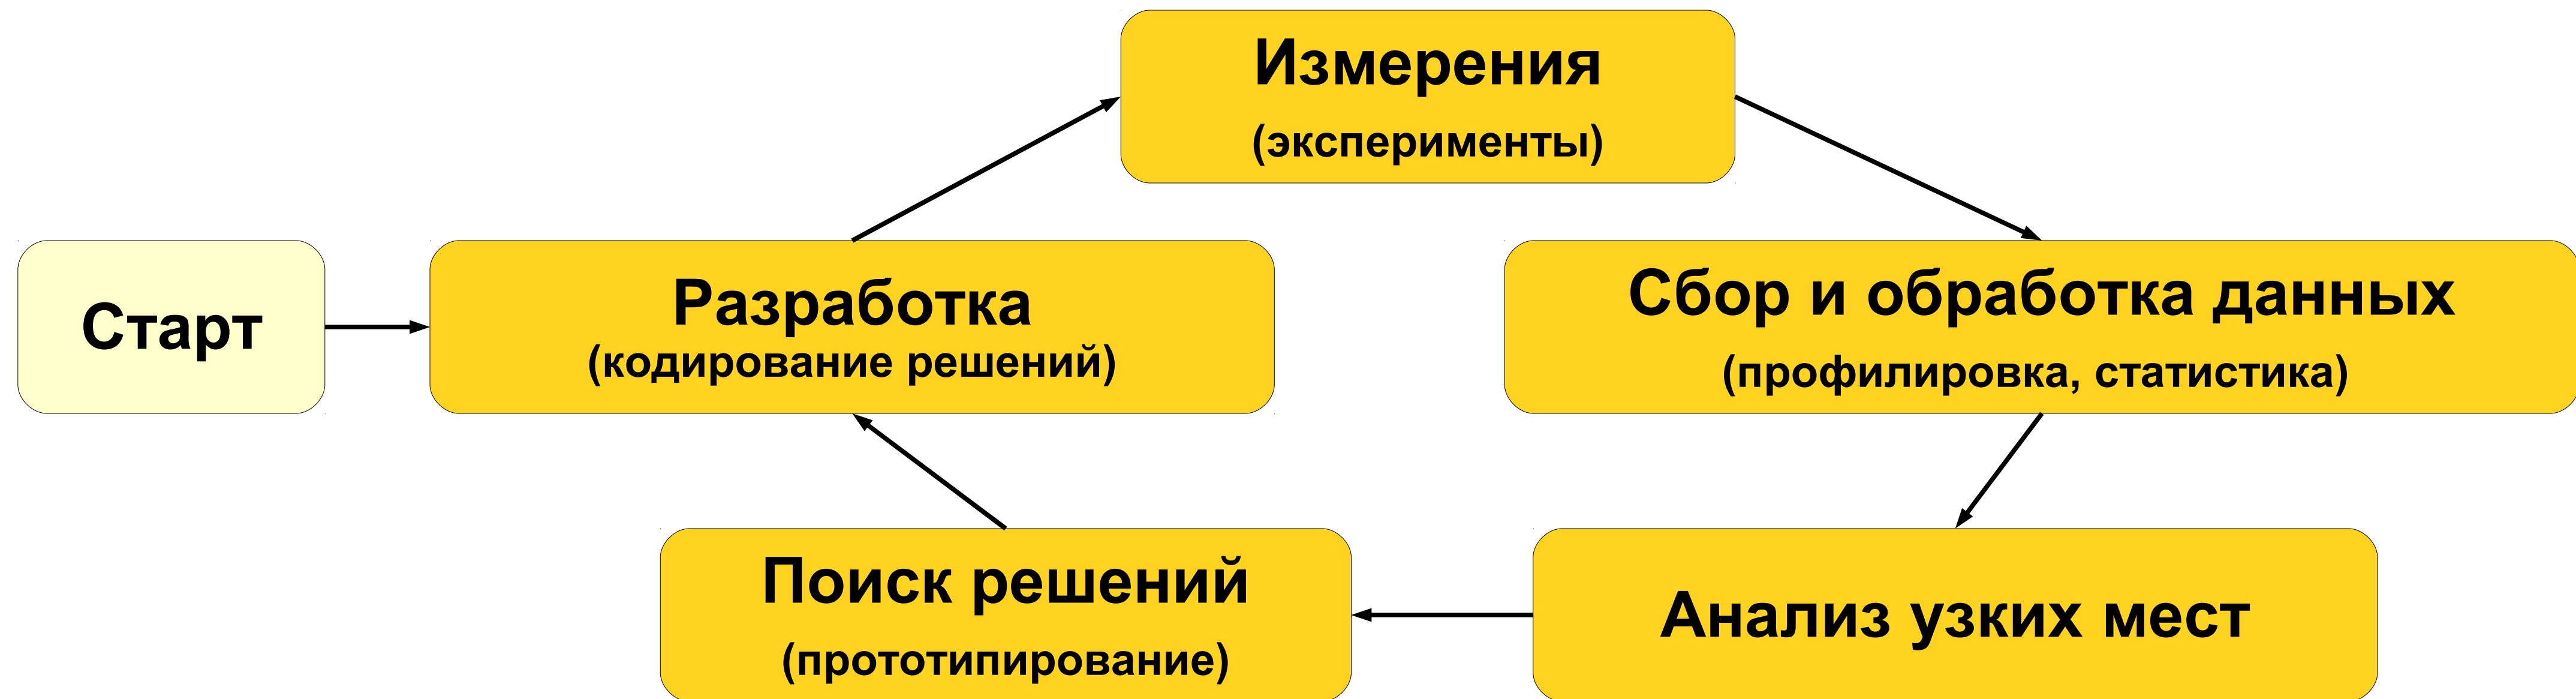 Измерения
(эксперименты)
Старт
Разработка
(кодирование решений)
Сбор и обработка данных
(профилировка, статистика)
Поиск решений
(прототипирование)
Анализ узких мест